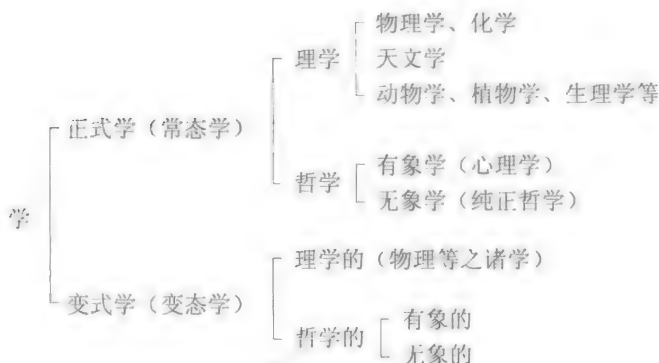 物理学、化学
理学
天文学
动物学、植物学、生理学等
正式学（常态学）
有象学（心理学）
哲学
无象学（纯正哲学）
学
理学的（物理等之诸学）
变式学（变态学）
有象的
哲学的
无象的